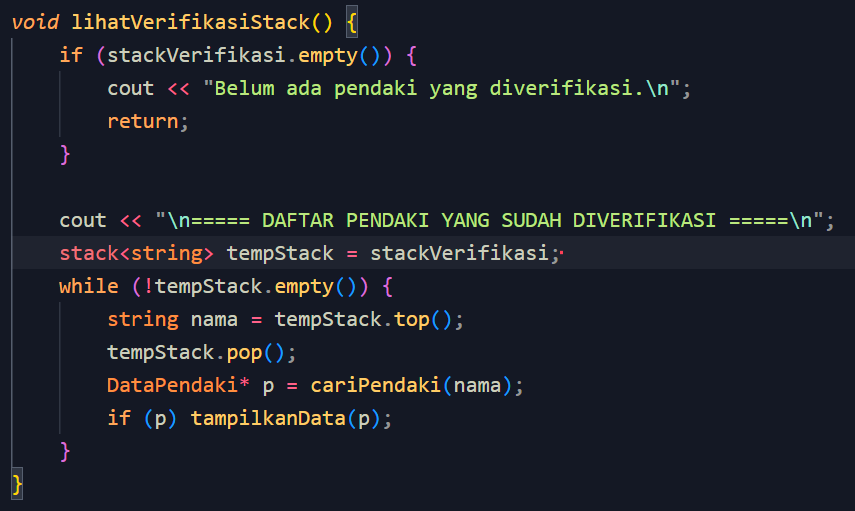 void lihatVerifikasiStack() {
    if (stackVerifikasi.empty()) {
        cout << "Belum ada pendaki yang diverifikasi.\n";
        return;
    }

    cout << "\n===== DAFTAR PENDAKI YANG SUDAH DIVERIFIKASI =====\n";
    stack<string> tempStack = stackVerifikasi;
    while (!tempStack.empty()) {
        string nama = tempStack.top();
        tempStack.pop();
        DataPendaki* p = cariPendaki(nama);
        if (p) tampilkanData(p);
    }
}